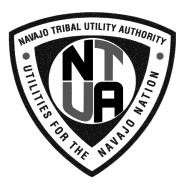 NAVAJO TRIBAL UTILITY AUTHORITY
NT
UA
• UTILITIES FOR THE NAVAJO NATION •